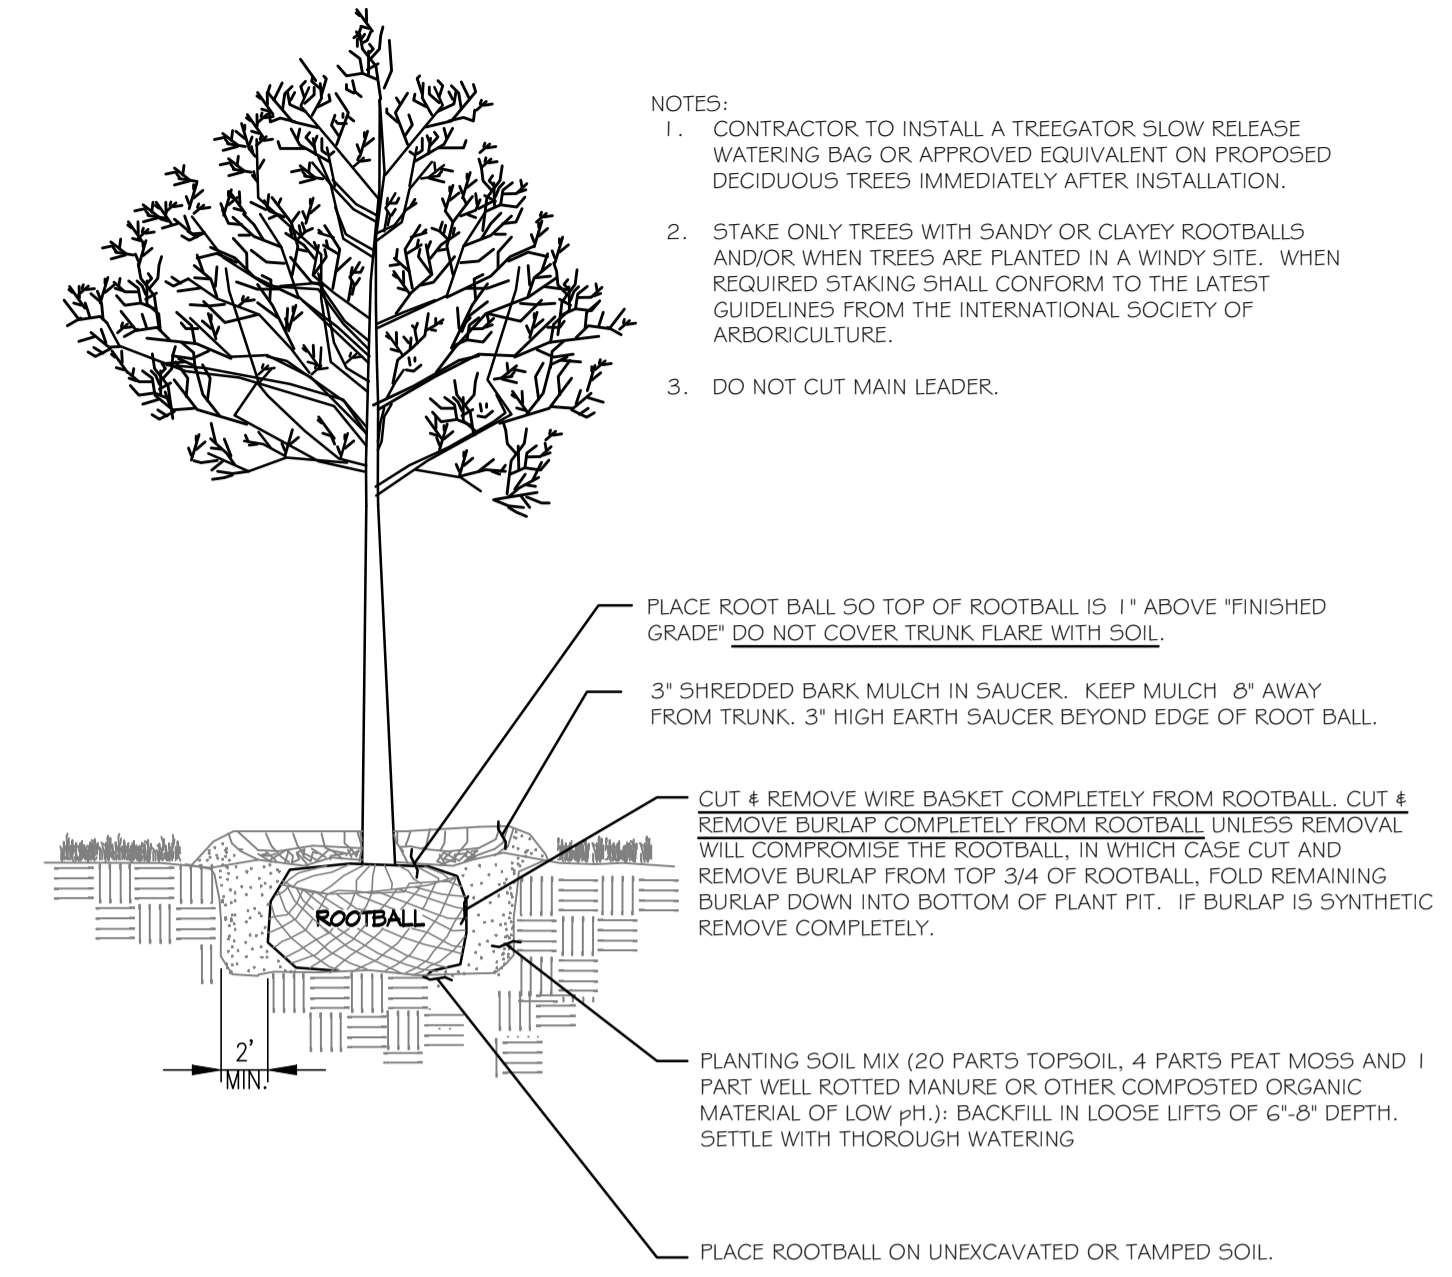 NOTES:
1. CONTRACTOR TO INSTALL A TREEGATOR SLOW RELEASE
WATERING BAG OR APPROVED EQUIVALENT ON PROPOSED
DECIDUOUS TREES IMMEDIATELY AFTER INSTALLATION.
2. STAKE ONLY TREES WITH SANDY OR CLAYEY ROOTBALLS
AND/OR WHEN TREES ARE PLANTED IN A WINDY SITE. WHEN
REQUIRED STAKING SHALL CONFORM TO THE LATEST
GUIDELINES FROM THE INTERNATIONAL SOCIETY OF
ARBORICULTURE.
3. DO NOT CUT MAIN LEADER.
PLACE ROOT BALL SO TOP OF ROOTBALL IS 1" ABOVE "FINISHED
GRADE" DO NOT COVER TRUNK FLARE WITH SOIL.
3" SHREDDED BARK MULCH IN SAUCER. KEEP MULCH 8" AWAY
FROM TRUNK. 3" HIGH EARTH SAUCER BEYOND EDGE OF ROOT BALL.
CUT & REMOVE WIRE BASKET COMPLETELY FROM ROOTBALL. CUT &
REMOVE BURLAP COMPLETELY FROM ROOTBALL UNLESS REMOVAL
WILL COMPROMISE THE ROOTBALL, IN WHICH CASE CUT AND
REMOVE BURLAP FROM TOP 3/4 OF ROOTBALL, FOLD REMAINING
BURLAP DOWN INTO BOTTOM OF PLANT PIT. IF BURLAP IS SYNTHETIC
REMOVE COMPLETELY.
ROOTBALL
2'
MIN.
PLANTING SOIL MIX (20 PARTS TOPSOIL, 4 PARTS PEAT MOSS AND 1
PART WELL ROTTED MANURE OR OTHER COMPOSTED ORGANIC
MATERIAL OF LOW pH.): BACKFILL IN LOOSE LIFTS OF 6"-8" DEPTH.
SETTLE WITH THOROUGH WATERING
PLACE ROOTBALL ON UNEXCAVATED OR TAMPED SOIL.